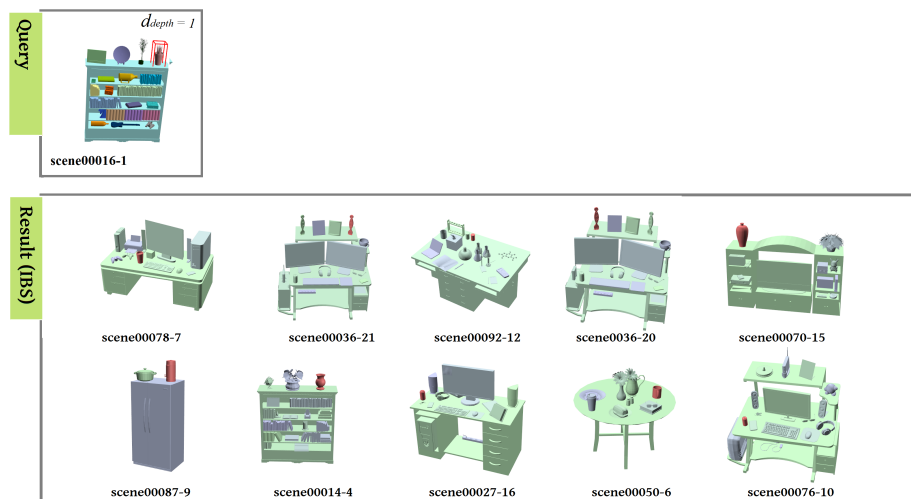 Query
d_depth = 1
scene00016-1
Result (IBS)
scene00078-7
scene00036-21
scene00092-12
scene0036-20
scene00070-15
scene00087-9
scene00014-4
scene00027-16
scene00050-6
scene00076-10